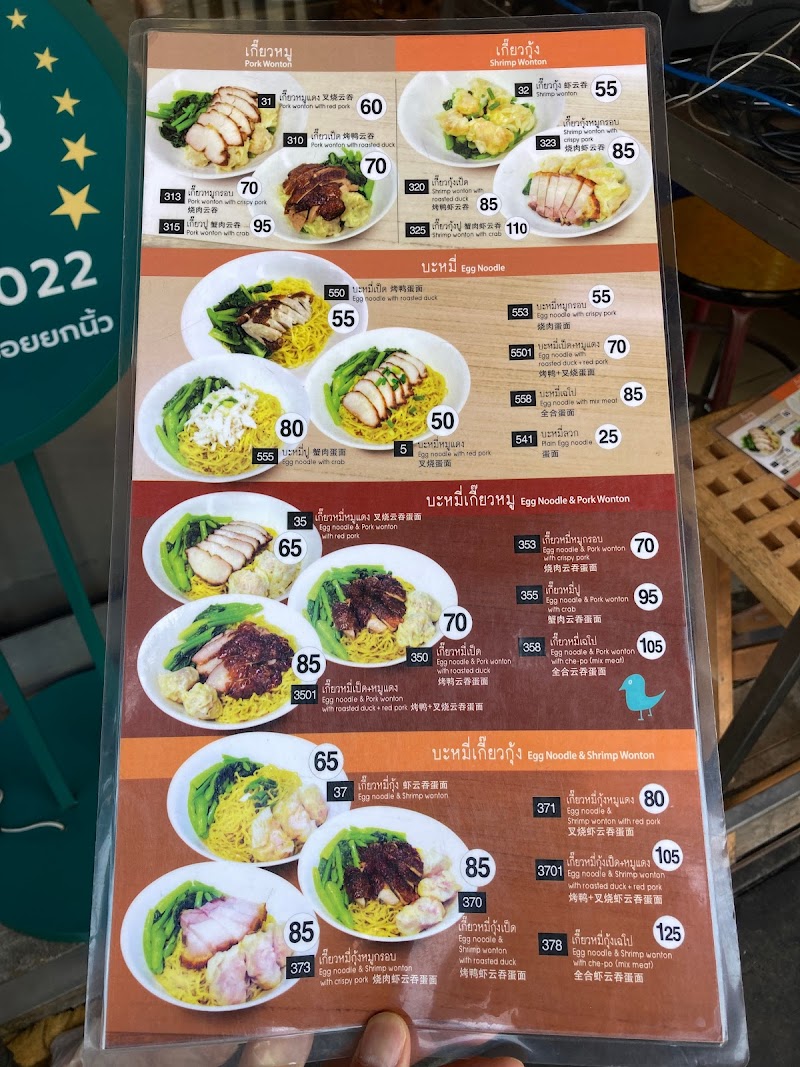 022
อยยกนิ้ว
เกี๊ยวหมู
Pork Wonton
31 เกี๊ยวหมูแดง 叉烧云吞 60
Pork wonton with red pork
310 เกี๊ยวเป็ด 烤鸭云吞
Pork wonton with roasted duck
70
313 เกี๊ยวหมูกรอบ 70
Pork wonton with crispy pork
烧肉云吞
315 เกี๊ยวปู 蟹肉云吞 95
Pork wonton with crab
เกี๊ยวกุ้ง
Shrimp Wonton
32 เกี๊ยวกุ้ง 虾云吞 55
Shrimp wonton
323 เกี๊ยวกุ้งหมูกรอบ
Shrimp wonton with
crispy pork
烧肉虾云吞
85
320 เกี๊ยวกุ้งเป็ด
Shrimp wonton with
roasted duck 85
烤鸭虾云吞
325 เกี๊ยวกุ้งปู 蟹肉虾云吞 110
Shrimp wonton with crab
บะหมี่ Egg Noodle
550 บะหมี่เป็ด 烤鸭蛋面
Egg noodle with roasted duck
55
80
555 บะหมี่ปู 蟹肉蛋面
Egg noodle with crab
50
5 บะหมี่หมูแดง
Egg noodle with red pork
叉烧蛋面
553 บะหมี่หมูกรอบ 55
Egg noodle with crispy pork
烧肉蛋面
5501 บะหมี่เป็ด+หมูแดง 70
Egg noodle with
roasted duck + red pork
烤鸭+叉烧蛋面
558 บะหมี่เฉโป 85
Egg noodle with mix meat
全合蛋面
541 บะหมี่ลวก 25
Plain Egg noodle
蛋面
บะหมี่เกี๊ยวหมู Egg Noodle & Pork Wonton
35 เกี๊ยวหมี่หมูแดง 叉烧云吞蛋面
Egg noodle & Pork wonton
with red pork
65
70
350 เกี๊ยวหมี่เป็ด
Egg noodle & Pork wonton
with roasted duck
烤鸭云吞蛋面
85
3501 เกี๊ยวหมี่เป็ด+หมูแดง
Egg noodle & Pork wonton
with roasted duck + red pork 烤鸭+叉烧云吞蛋面
353 เกี๊ยวหมี่หมูกรอบ 70
Egg noodle & Pork wonton
with crispy pork
烧肉云吞蛋面
355 เกี๊ยวหมี่ปู 95
Egg noodle & Pork wonton
with crab
蟹肉云吞蛋面
358 เกี๊ยวหมี่เฉโป 105
Egg noodle & Pork wonton
with che-po (mix meat)
全合云吞蛋面
บะหมี่เกี๊ยวกุ้ง Egg Noodle & Shrimp Wonton
65
37 เกี๊ยวหมี่กุ้ง 虾云吞蛋面
Egg noodle & Shrimp wonton
85
370
เกี๊ยวหมี่กุ้งเป็ด
Egg noodle &
Shrimp wonton
with roasted duck
烤鸭虾云吞蛋面
85
373 เกี๊ยวหมี่กุ้งหมูกรอบ
Egg noodle & Shrimp wontan
with crispy pork 烧肉虾云吞蛋面
371 เกี๊ยวหมี่กุ้งหมูแดง 80
Egg noodle &
Shrimp wonton with red pork
叉烧虾云吞蛋面
3701 เกี๊ยวหมี่กุ้งเป็ด+หมูแดง 105
Egg noodle & Shrimp wonton
with roasted duck + red pork
烤鸭+叉烧虾云吞蛋面
378 เกี๊ยวหมี่กุ้งเฉโป 125
Egg noodle & Shrimp wonton
with che-po (mix meat)
全合虾云吞蛋面